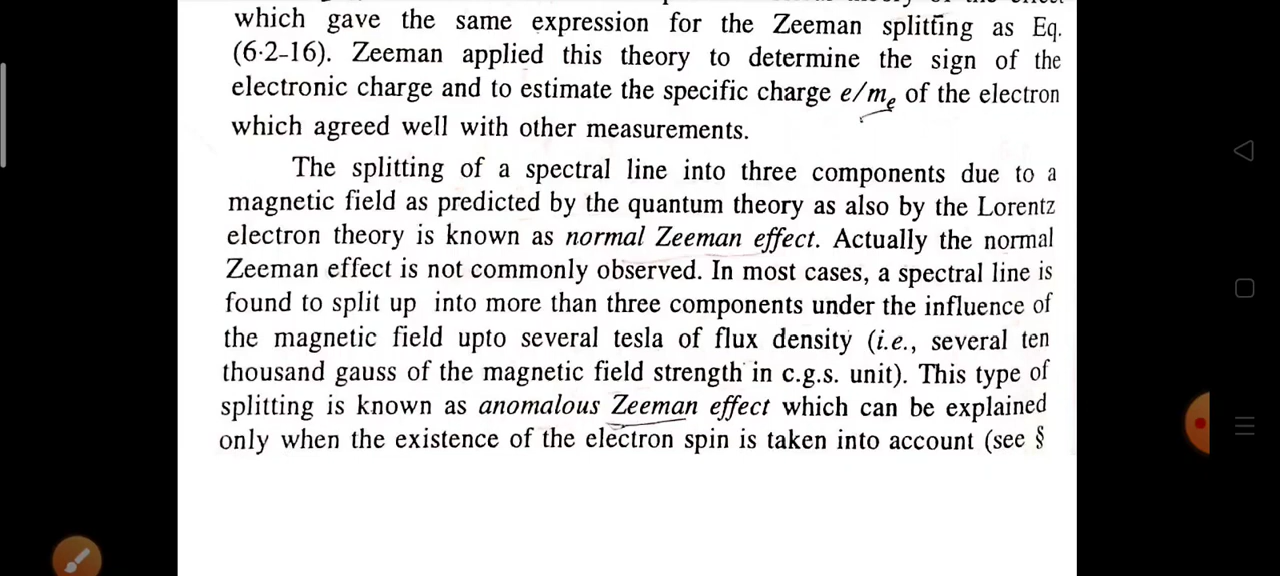 which gave the same expression for the Zeeman splitting as Eq.
(6·2-16). Zeeman applied this theory to determine the sign of the
electronic charge and to estimate the specific charge e/mₑ of the electron
which agreed well with other measurements.
The splitting of a spectral line into three components due to a
magnetic field as predicted by the quantum theory as also by the Lorentz
electron theory is known as normal Zeeman effect. Actually the normal
Zeeman effect is not commonly observed. In most cases, a spectral line is
found to split up into more than three components under the influence of
the magnetic field upto several tesla of flux density (i.e., several ten
thousand gauss of the magnetic field strength in c.g.s. unit). This type of
splitting is known as anomalous Zeeman effect which can be explained
only when the existence of the electron spin is taken into account (see §